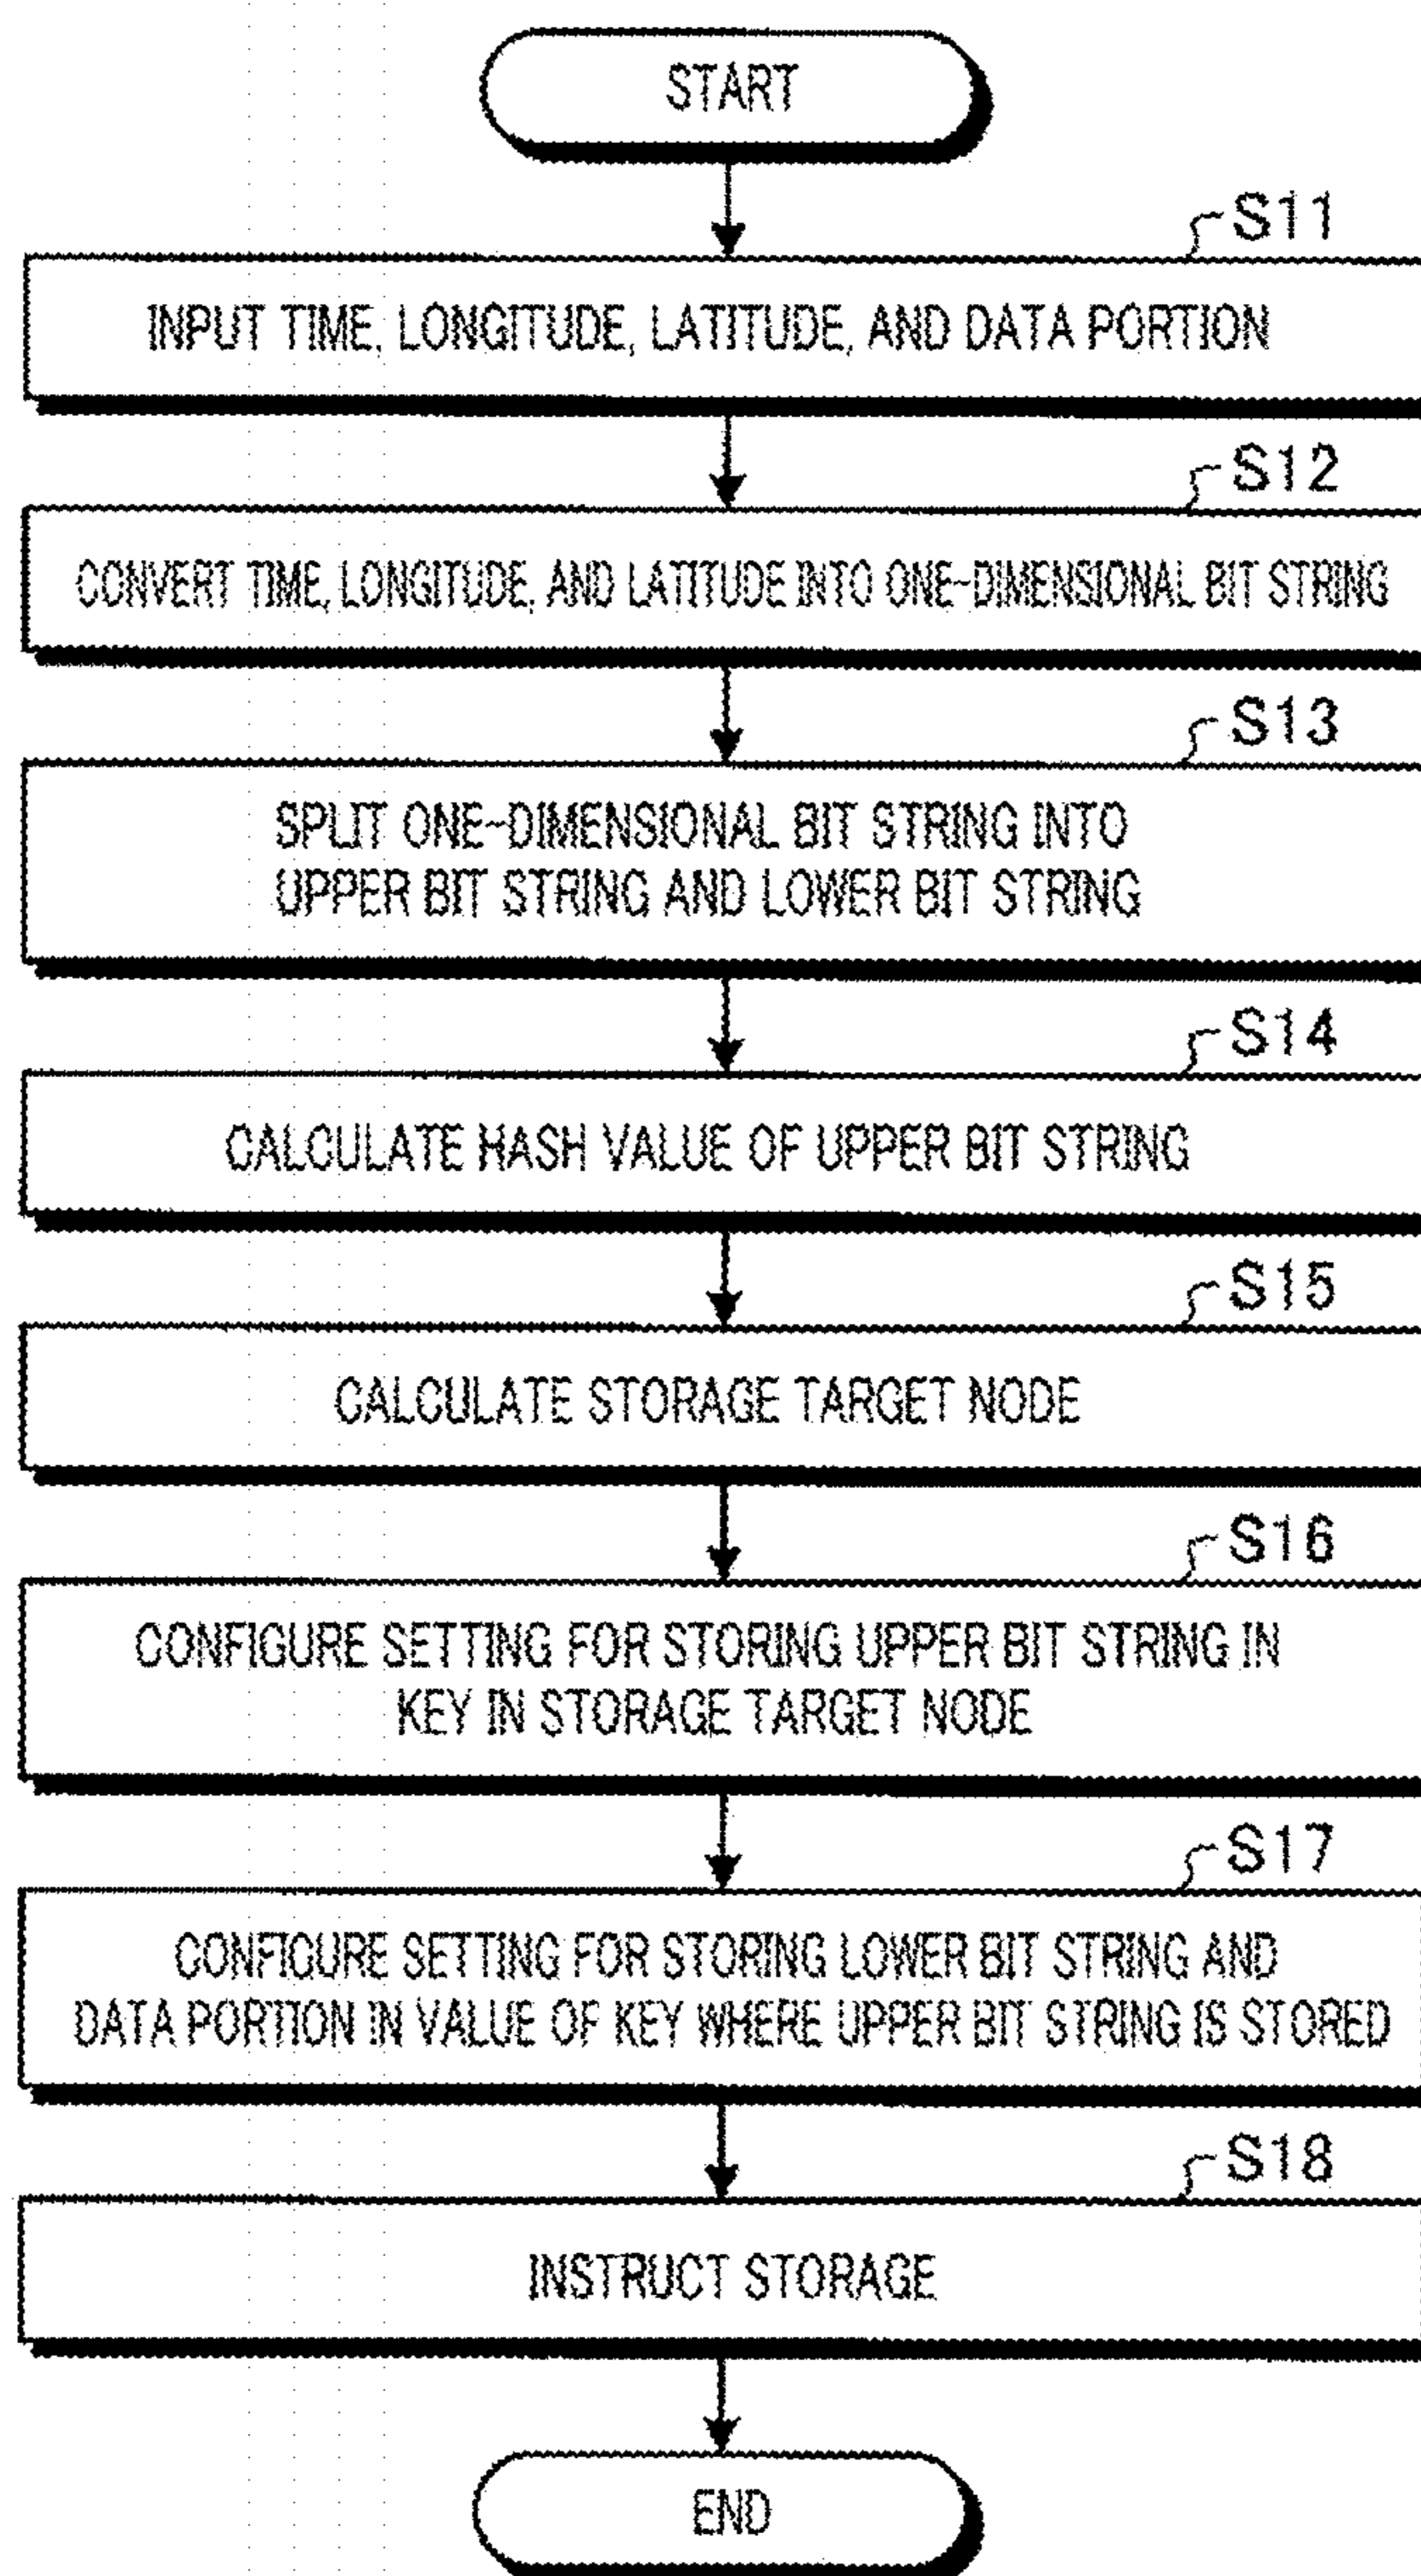 START
S11
INPUT TIME, LONGITUDE, LATITUDE, AND DATA PORTION
S12
CONVERT TIME, LONGITUDE, AND LATITUDE INTO ONE-DIMENSIONAL BIT STRING
S13
SPLIT ONE-DIMENSIONAL BIT STRING INTO
UPPER BIT STRING AND LOWER BIT STRING
S14
CALCULATE HASH VALUE OF UPPER BIT STRING
S15
CALCULATE STORAGE TARGET NODE
S16
CONFIGURE SETTING FOR STORING UPPER BIT STRING IN
KEY IN STORAGE TARGET NODE
S17
CONFIGURE SETTING FOR STORING LOWER BIT STRING AND
DATA PORTION IN VALUE OF KEY WHERE UPPER BIT STRING IS STORED
S18
INSTRUCT STORAGE
END